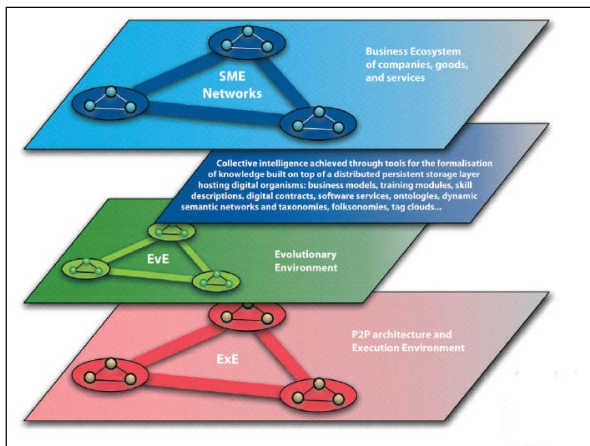 Business Ecosystem
of companies, goods,
and services
SME
Networks
Collective intelligence achieved through tools for the formalisation
of knowledge built on top of a distributed persistent storage layer
hosting digital organisms: business models, training modules, skill
descriptions, digital contracts, software services, ontologies, dynamic
semantic networks and taxonomies, folksonomies, tag clouds...
EvE
Evolutionary
Environment
P2P architecture and
Execution Environment
ExE